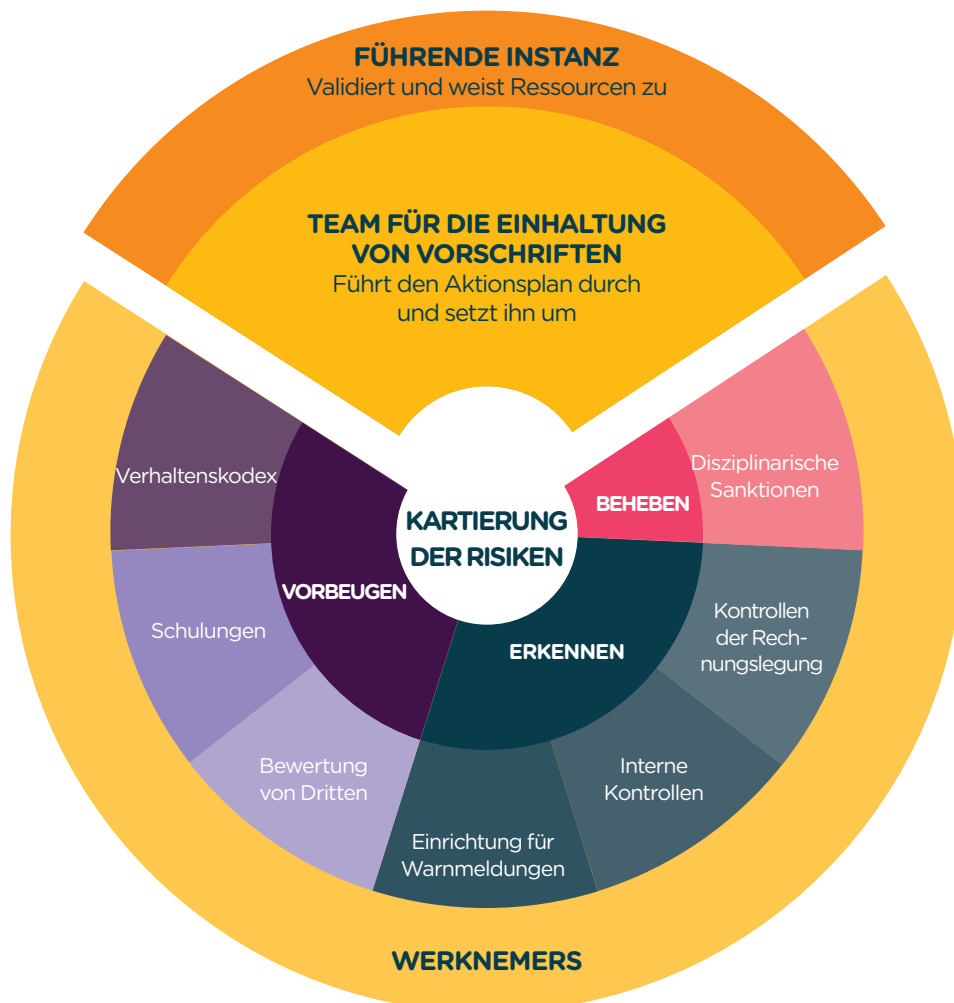 FÜHRENDE INSTANZ
Validiert und weist Ressourcen zu
TEAM FÜR DIE EINHALTUNG
VON VORSCHRIFTEN
Führt den Aktionsplan durch
und setzt ihn um
KARTIERUNG
DER RISIKEN
VORBEUGEN
Verhaltenskodex
Schulungen
Bewertung
von Dritten
ERKENNEN
Einrichtung für
Warnmeldungen
Interne
Kontrollen
Kontrollen
der Rech-
nungslegung
BEHEBEN
Disziplinarische
Sanktionen
WERKNEMERS